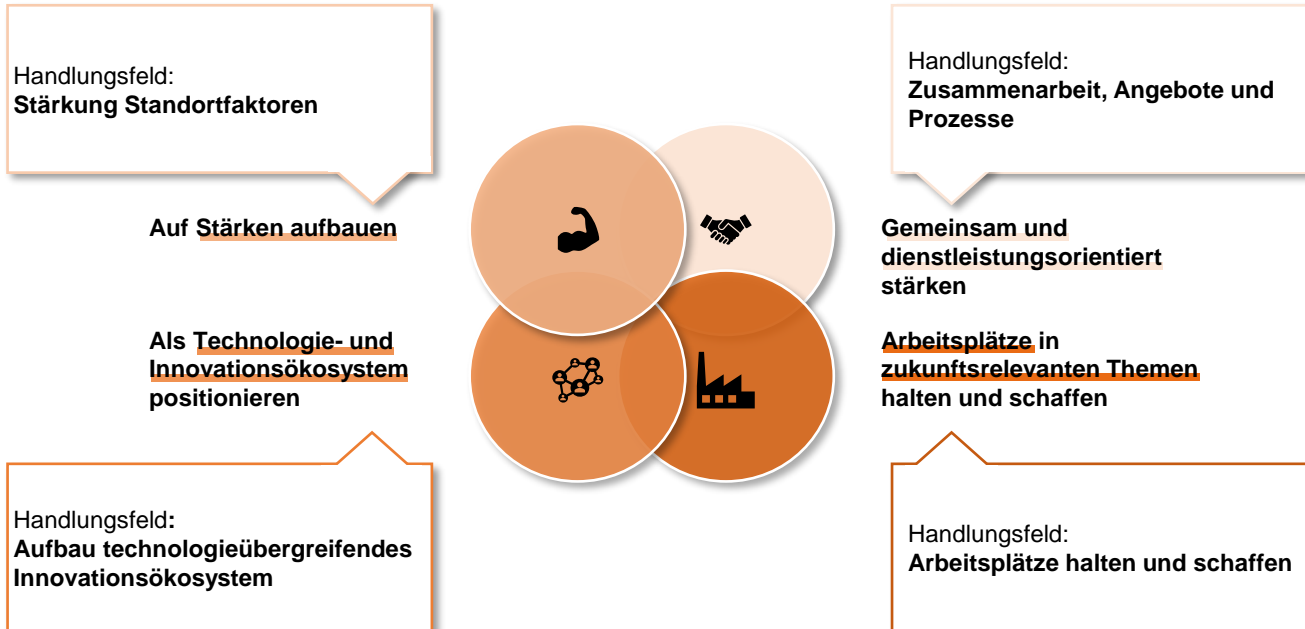 Handlungsfeld:
Stärkung Standortfaktoren
Handlungsfeld:
Zusammenarbeit, Angebote und
Prozesse
Auf Stärken aufbauen
Gemeinsam und
dienstleistungsorientiert
stärken
Als Technologie- und
Innovationsökosystem
positionieren
Arbeitsplätze in
zukunftsrelevanten Themen
halten und schaffen
Handlungsfeld:
Aufbau technologieübergreifendes
Innovationsökosystem
Handlungsfeld:
Arbeitsplätze halten und schaffen